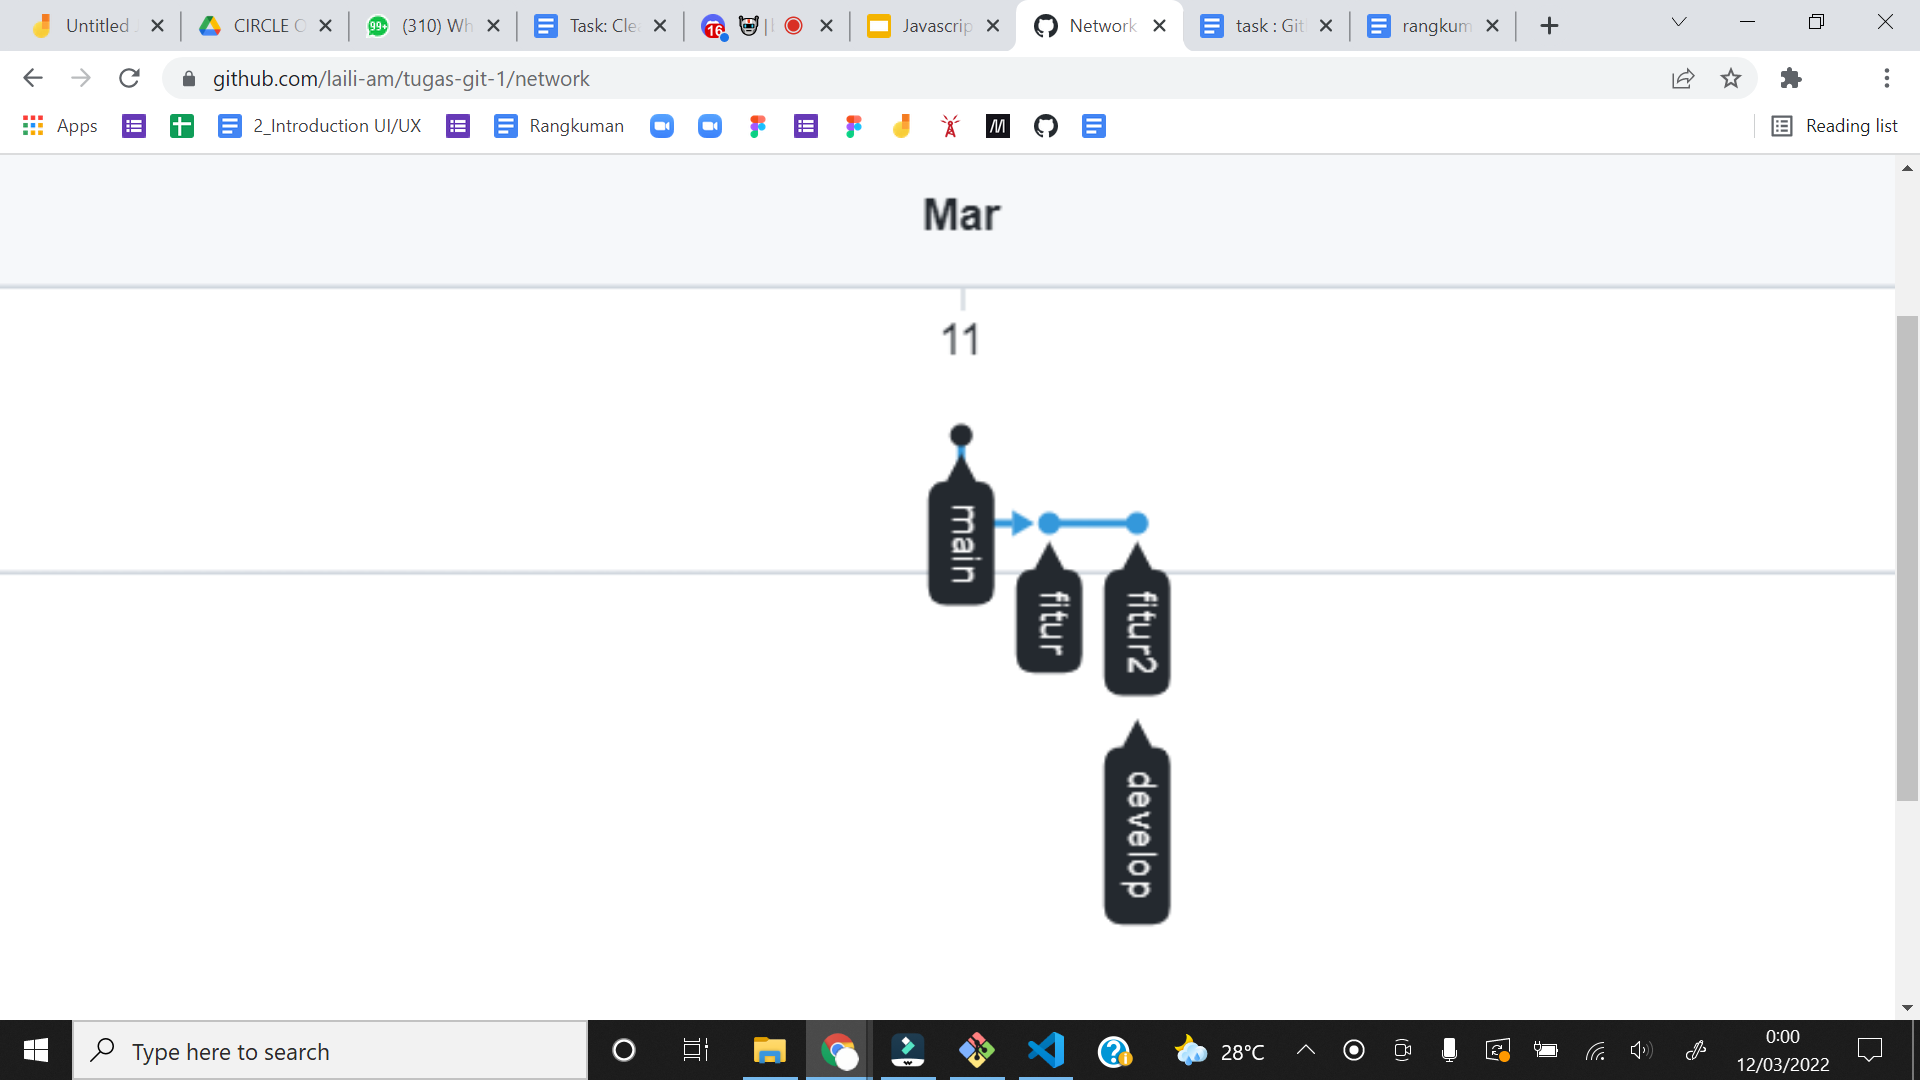 Untitled
CIRCLE O
99+
(310) Wh
Task: Cle
16
Javascrip
Network
task : Git
rangkum
github.com/laili-am/tugas-git-1/network
Apps
2_Introduction UI/UX
Rangkuman
Reading list
Mar
11
main
fitur
fitur2
develop
Type here to search
28°C
0:00
12/03/2022